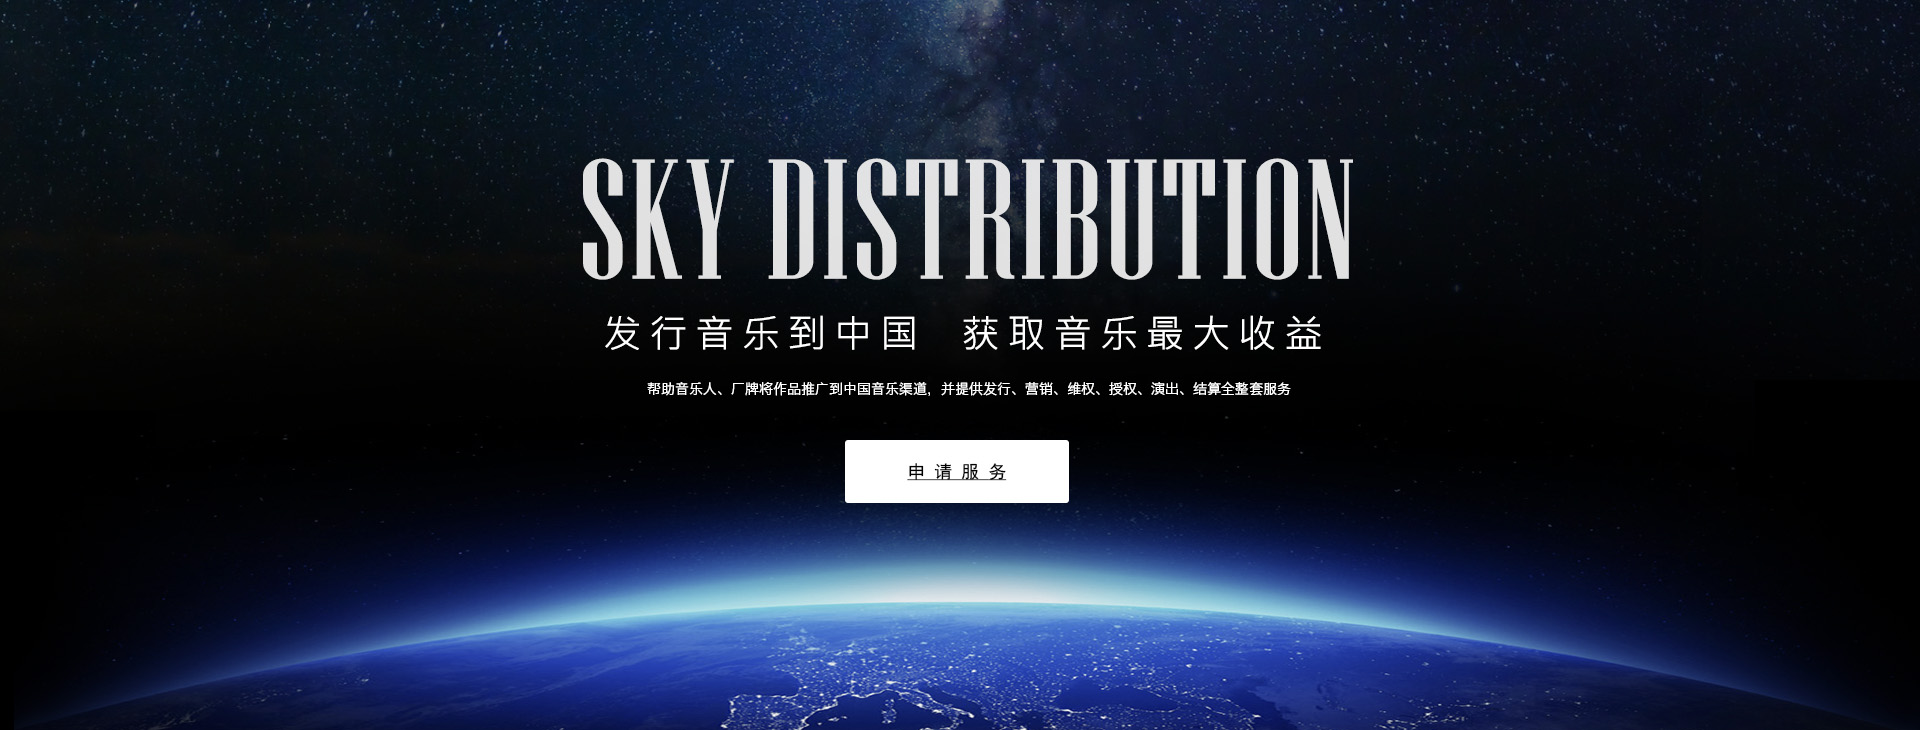 SKY DISTRIBUTION
发行音乐到中国 获取音乐最大收益
帮助音乐人、厂牌将作品推广到中国音乐渠道，并提供发行、营销、维权、授权、演出、结算全整套服务
申请服务